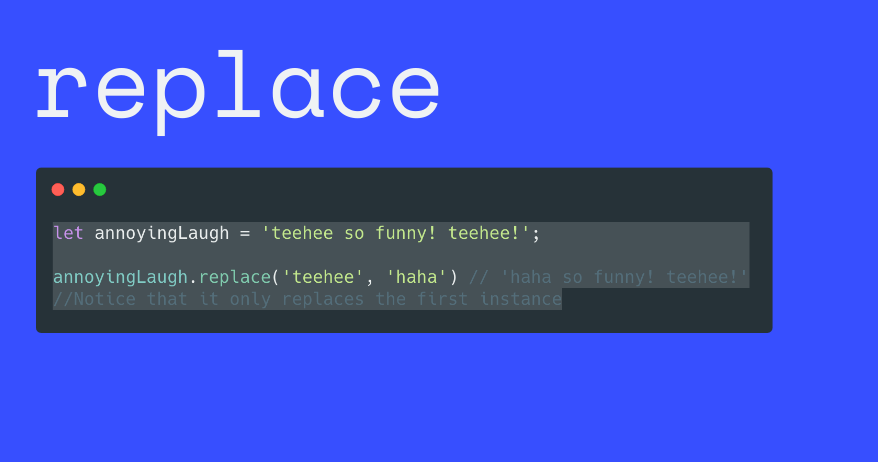 replace
let annoyingLaugh = 'teehee so funny! teehee!';
annoyingLaugh.replace('teehee', 'haha') // 'haha so funny! teehee!'
//Notice that it only replaces the first instance